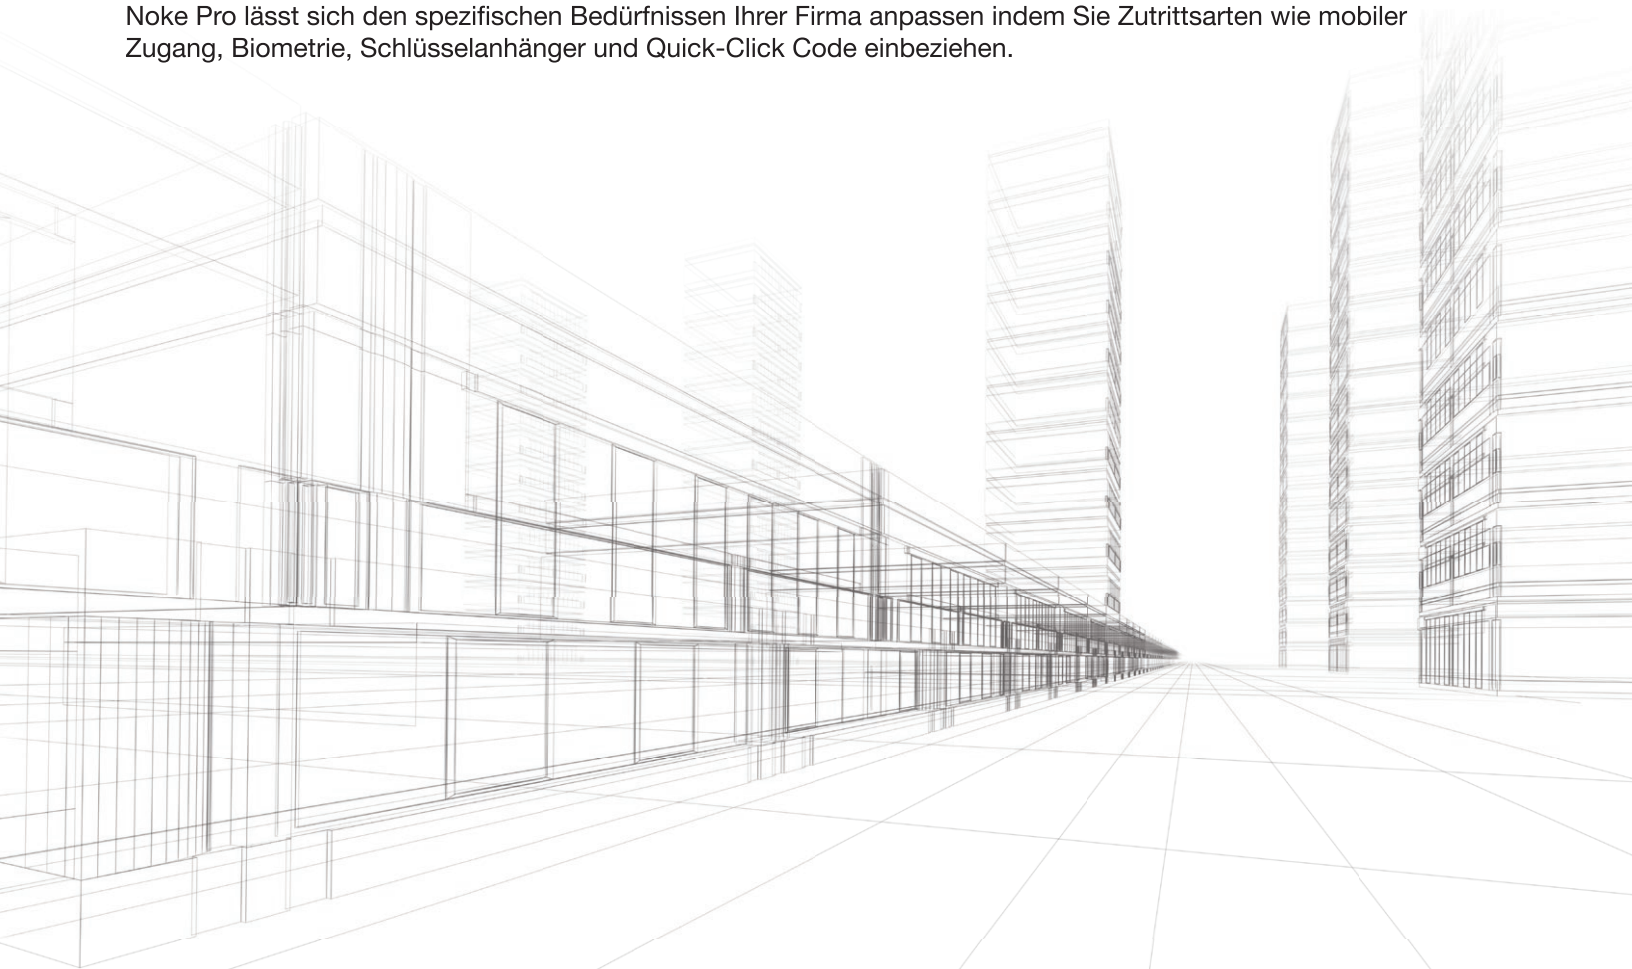 Noke Pro lässt sich den spezifischen Bedürfnissen Ihrer Firma anpassen indem Sie Zutrittsarten wie mobiler
Zugang, Biometrie, Schlüsselanhänger und Quick-Click Code einbeziehen.